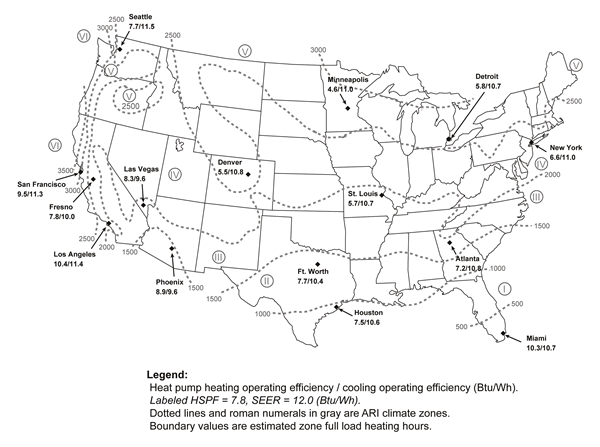 Seattle
7.7/11.5
2500
3000
2500
VI
V
V
2500
V
3000
Minneapolis
4.6/11.0
Detroit
5.8/10.7
V
2500
New York
6.6/11.0
IV
2000
III
1500
VI
3500
San Francisco
9.5/11.3
3000
Fresno
7.8/10.0
Las Vegas
8.3/9.6
IV
Denver
5.5/10.8
St. Louis
5.7/10.7
Los Angeles
10.4/11.4
2500
2000
1500
Phoenix
8.9/9.6
1500
1500
III
II
Ft. Worth
7.7/10.4
Atlanta
7.2/10.8
1000
I
500
1000
Houston
7.5/10.6
500
Miami
10.3/10.7
Legend:
Heat pump heating operating efficiency / cooling operating efficiency (Btu/Wh).
Labeled HSPF = 7.8, SEER = 12.0 (Btu/Wh).
Dotted lines and roman numerals in gray are ARI climate zones.
Boundary values are estimated zone full load heating hours.